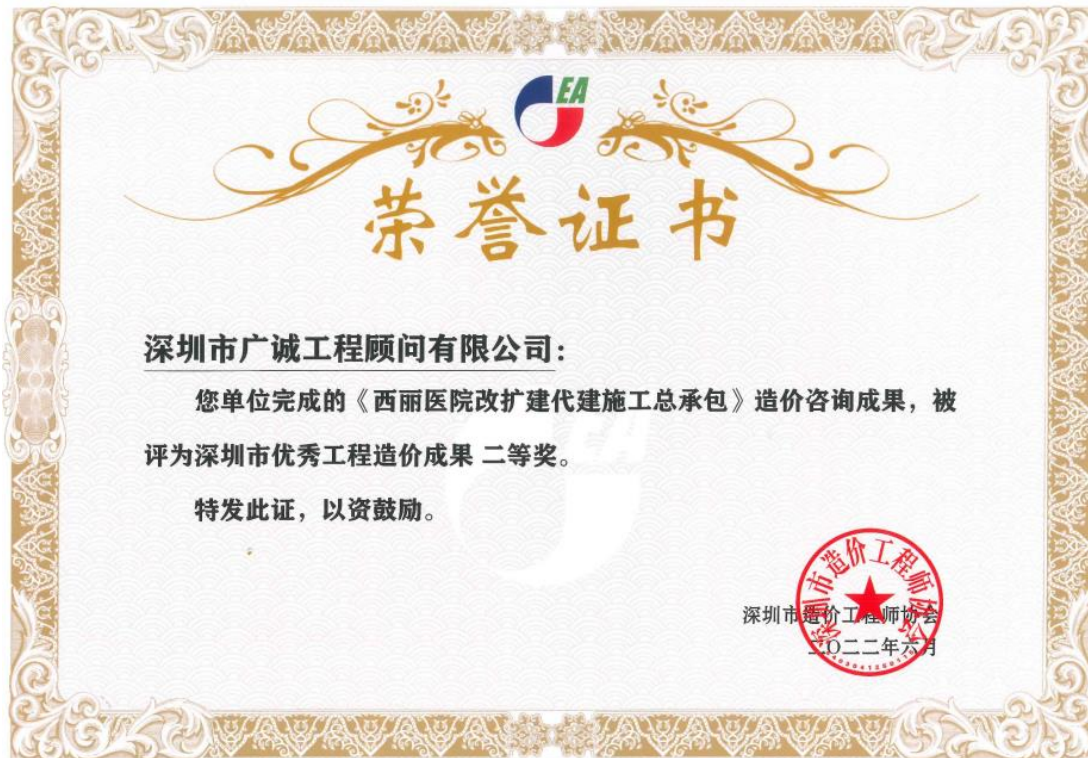 EA
荣誉证书
深圳市广诚工程顾问有限公司：
您单位完成的《西丽医院改扩建代建施工总承包》造价咨询成果，被
评为深圳市优秀工程造价成果 二等奖。
特发此证，以资鼓励。
深圳市造价工程师协会
深圳市造价工程师协会
二〇二二年六月